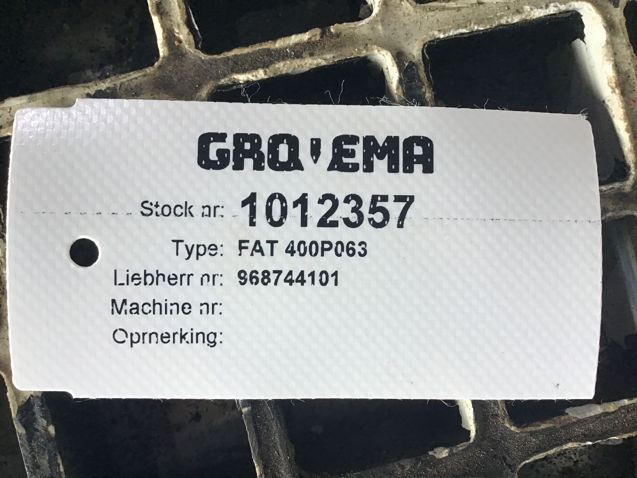 GROVEMA
Stock nr: 1012357
Type: FAT 400P063
Liebherr nr: 968744101
Machine nr:
Opmerking: